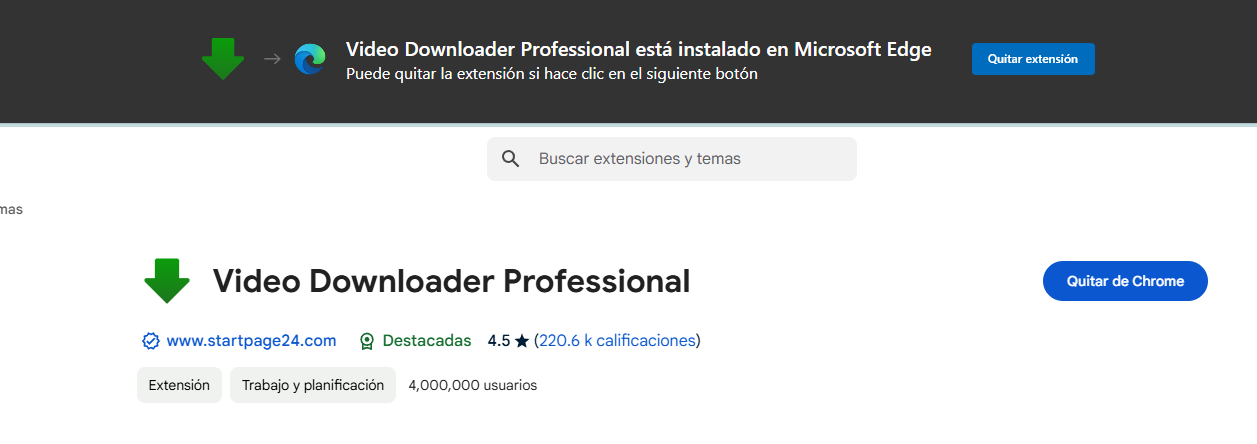 Video Downloader Professional está instalado en Microsoft Edge
Puede quitar la extensión si hace clic en el siguiente botón
Quitar extensión
Buscar extensiones y temas
mas
Video Downloader Professional
Quitar de Chrome
www.startpage24.com
Destacadas
4.5 ★ (220.6 k calificaciones)
Extensión
Trabajo y planificación
4,000,000 usuarios